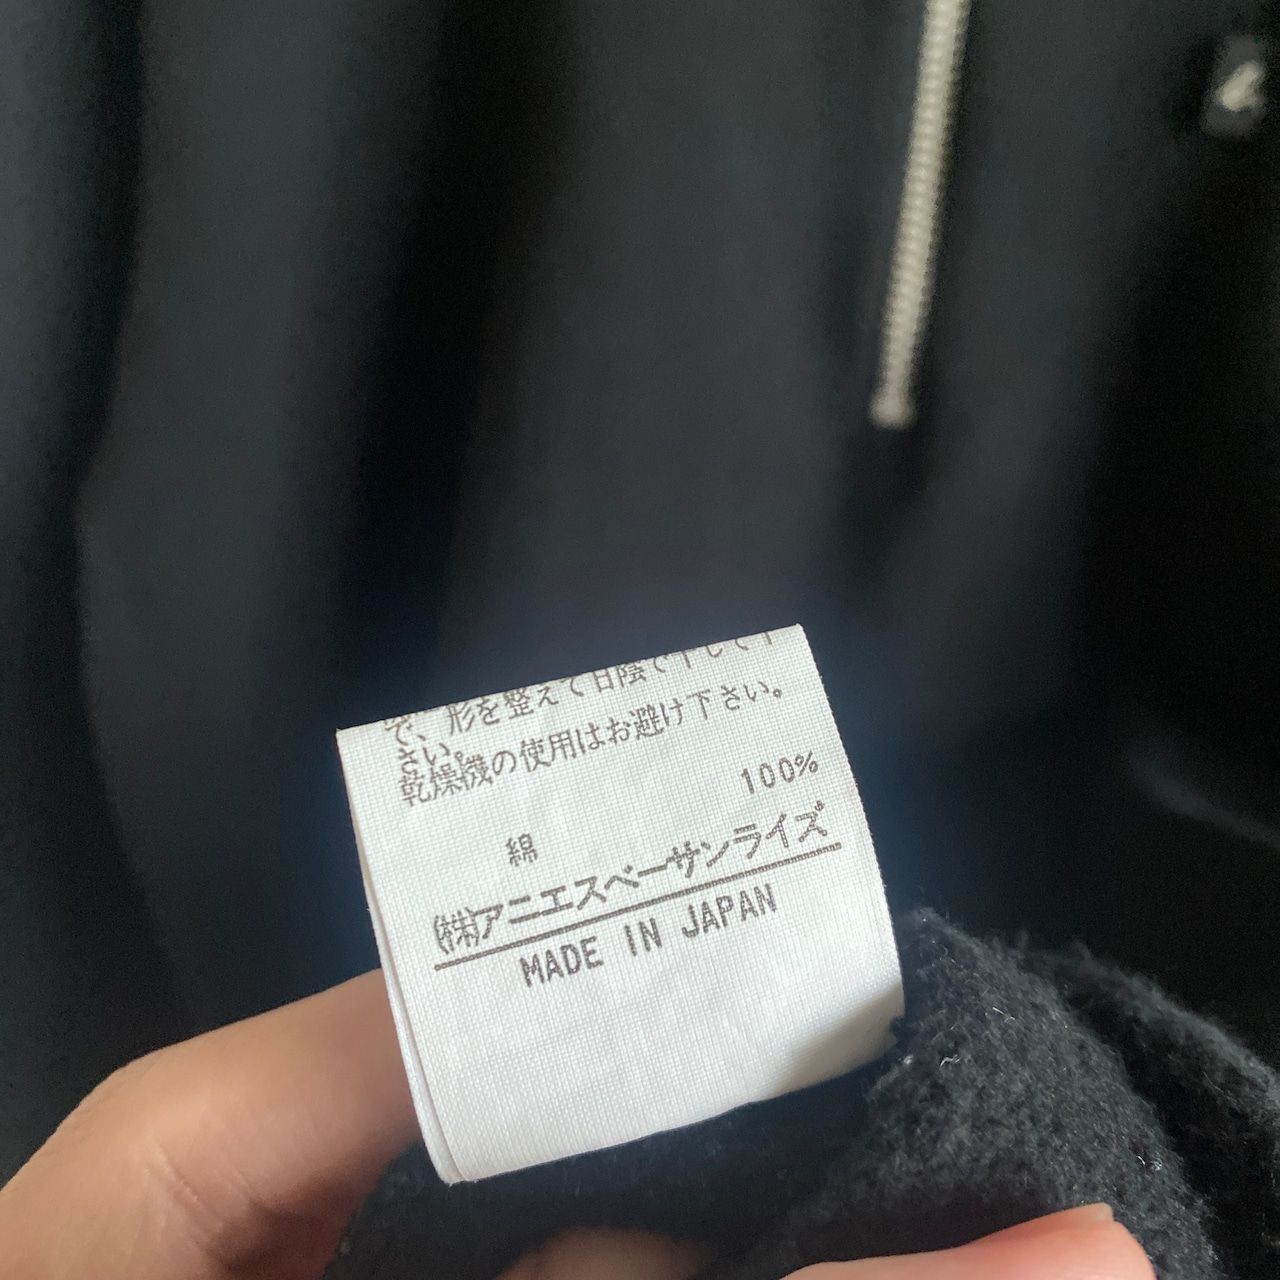 で、形を整えて日陰で干して下
さい。
乾燥機の使用はお避け下さい。
100%
綿
(株)アニエスベーサンライズ
MADE IN JAPAN